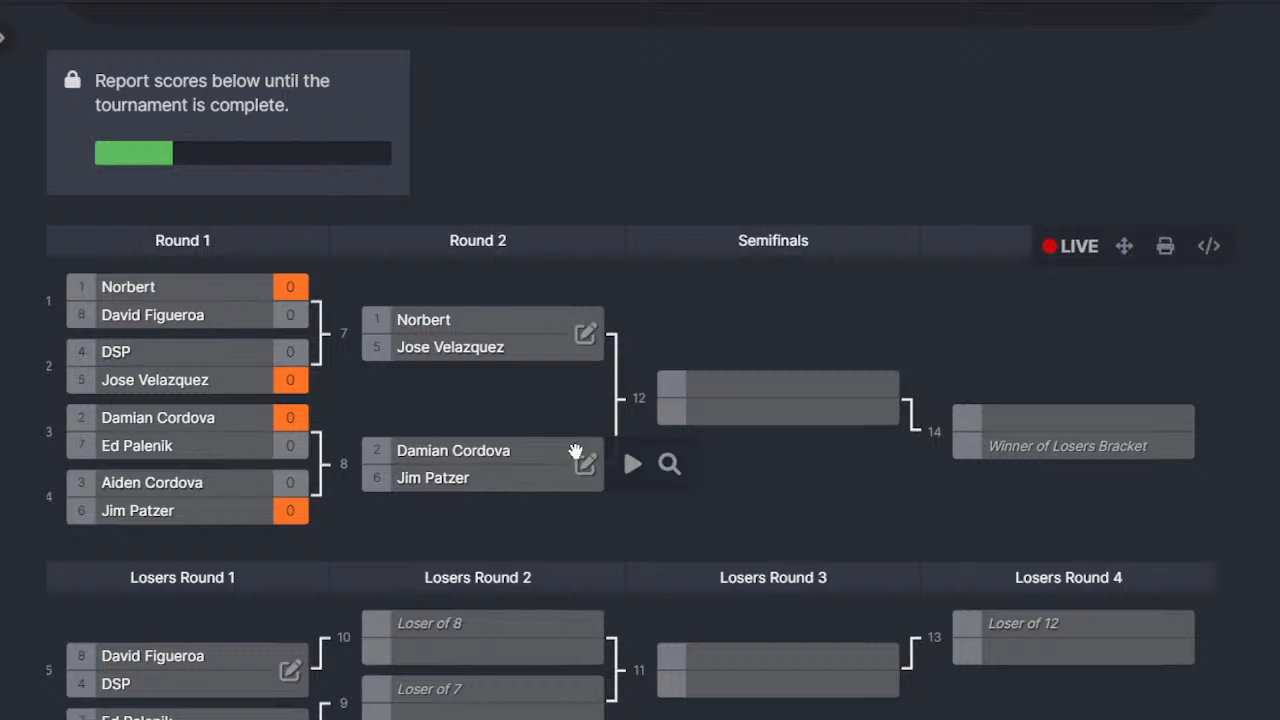 Report scores below until the
tournament is complete.
Round 1
Round 2
Semifinals
LIVE
1
1 Norbert 0
8 David Figueroa 0
2
4 DSP 0
5 Jose Velazquez 0
3
2 Damian Cordova 0
7 Ed Palenik 0
4
3 Aiden Cordova 0
6 Jim Patzer 0
7
1 Norbert
5 Jose Velazquez
8
2 Damian Cordova
6 Jim Patzer
12
14
Winner of Losers Bracket
Losers Round 1
Losers Round 2
Losers Round 3
Losers Round 4
5
8 David Figueroa
4 DSP
7 Ed Palenik
10
Loser of 8
9
Loser of 7
11
13
Loser of 12